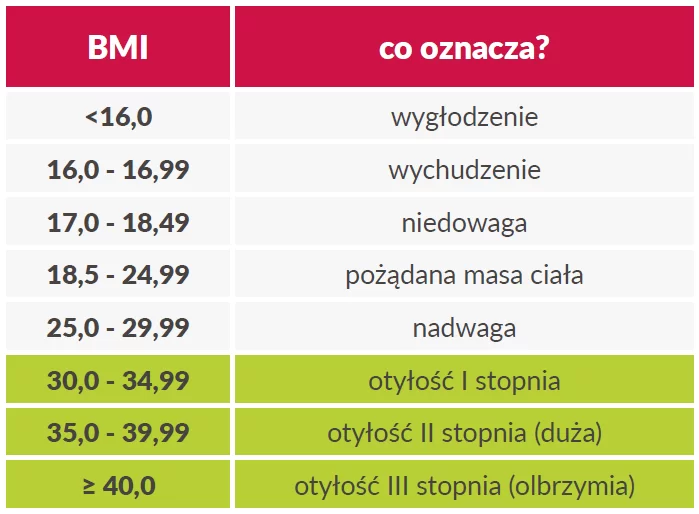 BMI co oznacza?
<16,0 wygłodzenie
16,0 - 16,99 wychudzenie
17,0 - 18,49 niedowaga
18,5 - 24,99 pożądana masa ciała
25,0 - 29,99 nadwaga
30,0 - 34,99 otyłość I stopnia
35,0 - 39,99 otyłość II stopnia (duża)
≥ 40,0 otyłość III stopnia (olbrzymia)